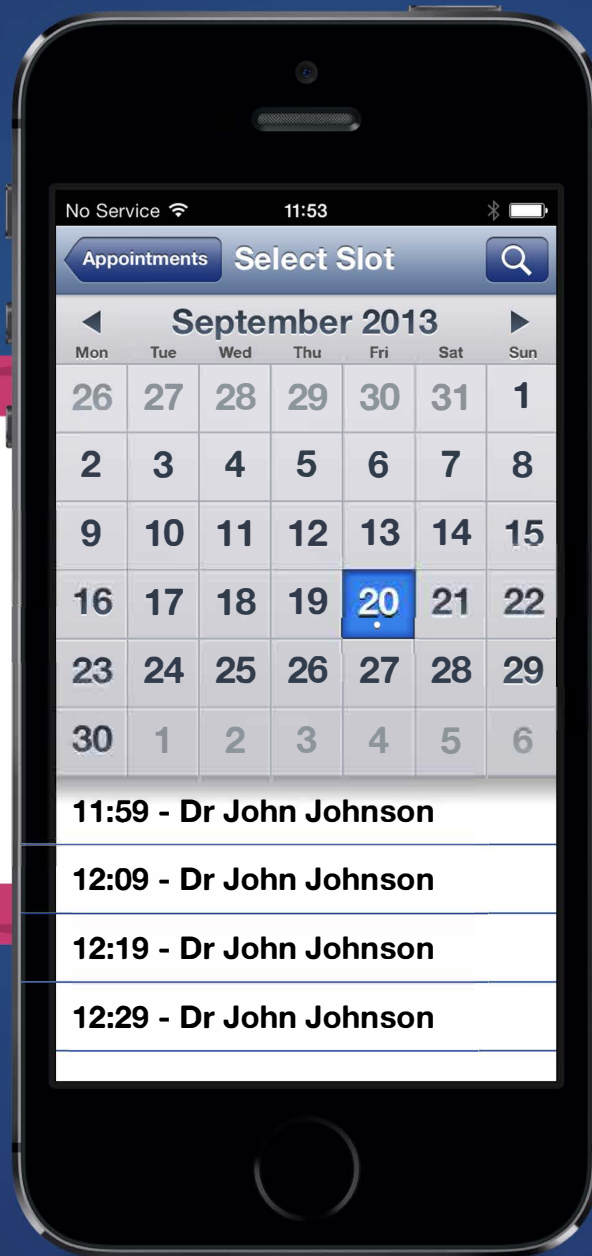 No Service 11:53
Appointments Select Slot
September 2013
Mon Tue Wed Thu Fri Sat Sun
26 27 28 29 30 31 1
2 3 4 5 6 7 8
9 10 11 12 13 14 15
16 17 18 19 20 21 22
23 24 25 26 27 28 29
30 1 2 3 4 5 6
11:59 - Dr John Johnson
12:09 - Dr John Johnson
12:19 - Dr John Johnson
12:29 - Dr John Johnson